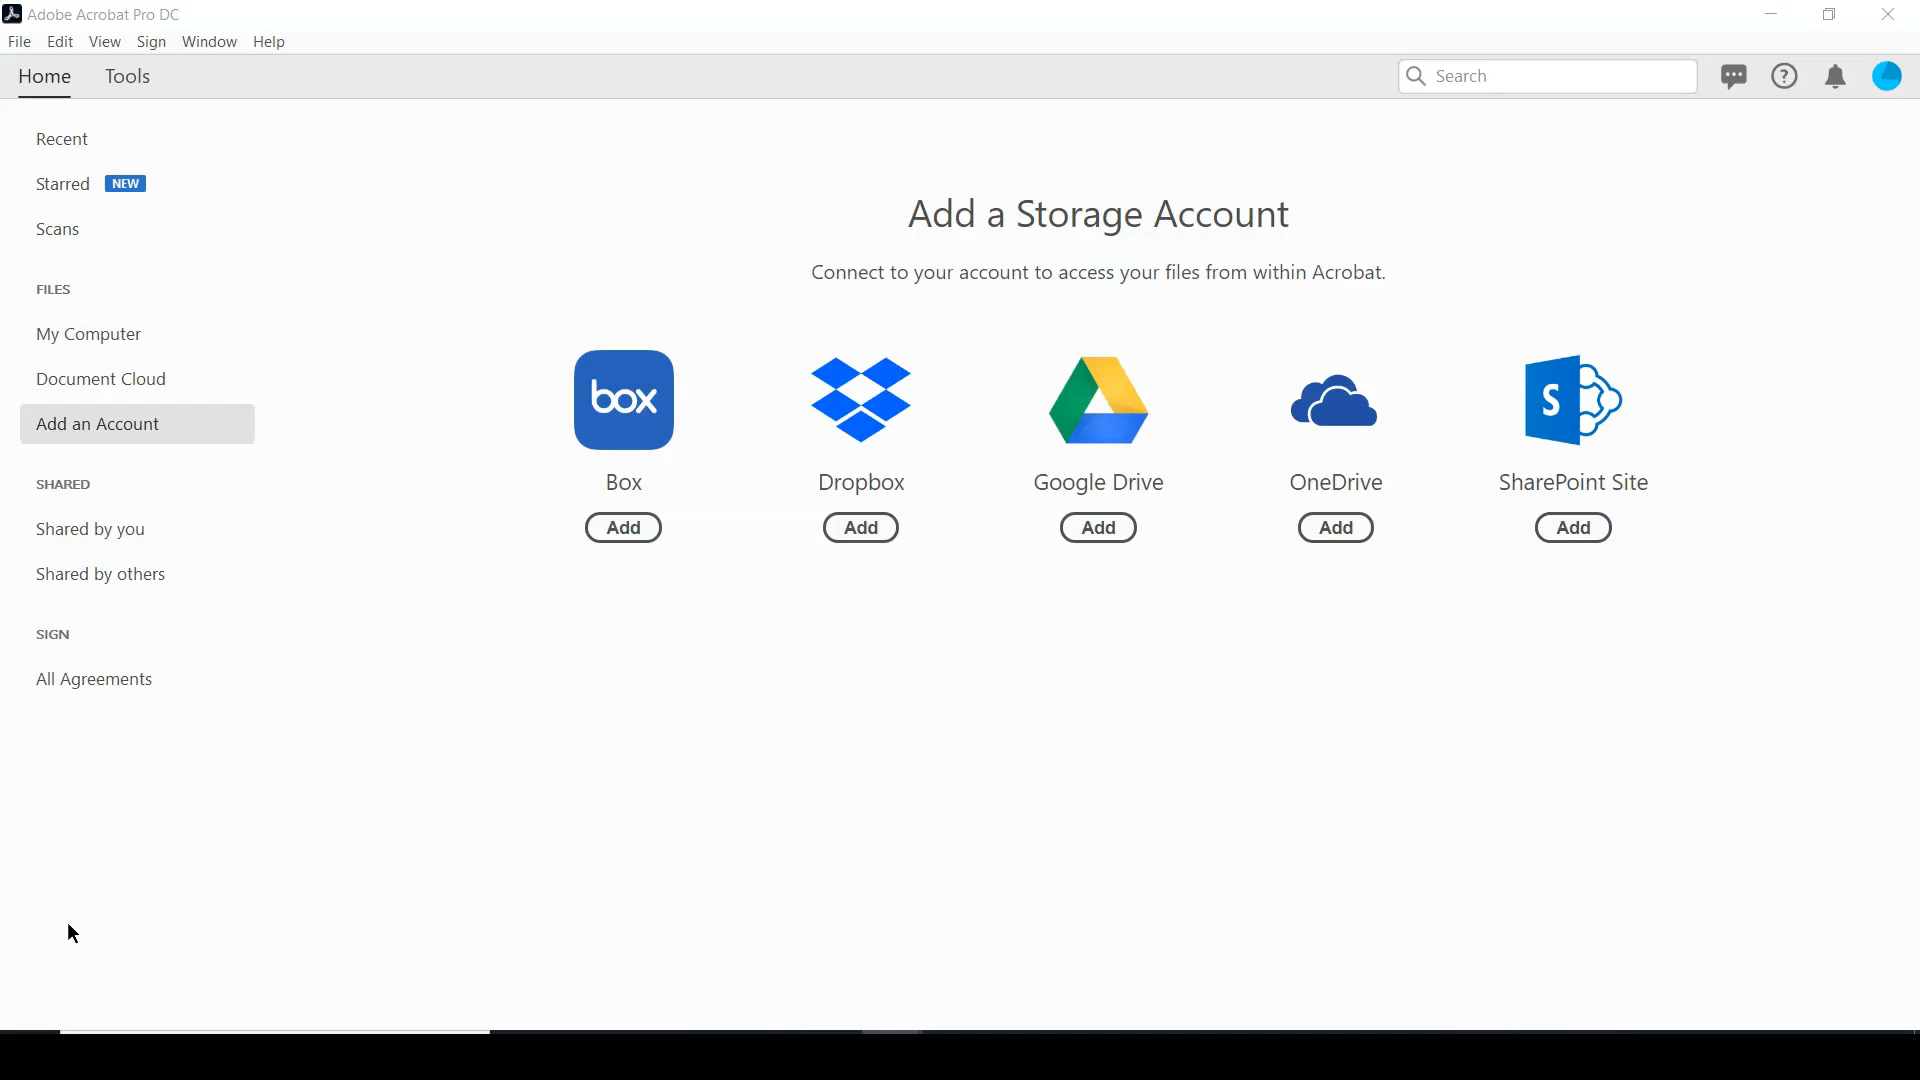 Adobe Acrobat Pro DC
File Edit View Sign Window Help
Home Tools Search
Recent
Starred NEW
Scans
FILES
My Computer
Document Cloud
Add an Account
SHARED
Shared by you
Shared by others
SIGN
All Agreements
Add a Storage Account
Connect to your account to access your files from within Acrobat.
box S
Box Dropbox Google Drive OneDrive SharePoint Site
Add Add Add Add Add